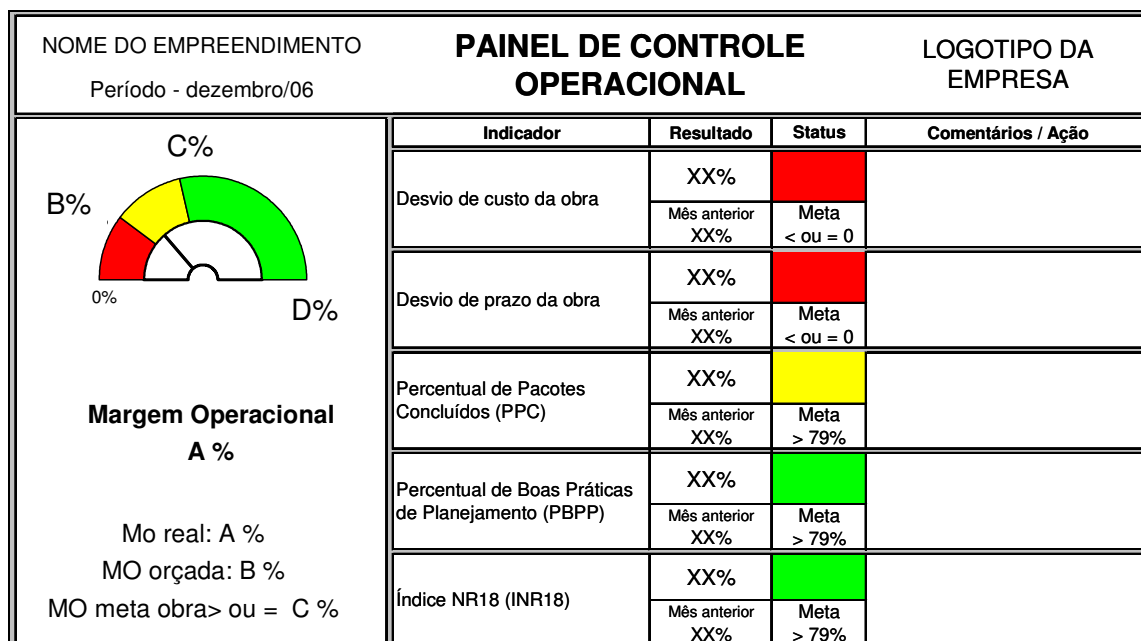 NOME DO EMPREENDIMENTO
Período - dezembro/06
PAINEL DE CONTROLE
OPERACIONAL
LOGOTIPO DA
EMPRESA
C%
B%
0%
D%
Margem Operacional
A %
Mo real: A %
MO orçada: B %
MO meta obra> ou = C %
Indicador
Resultado
Status
Comentários / Ação
Desvio de custo da obra
XX%
Mês anterior
XX%
Meta
< ou = 0
Desvio de prazo da obra
XX%
Mês anterior
XX%
Meta
< ou = 0
Percentual de Pacotes
Concluídos (PPC)
XX%
Mês anterior
XX%
Meta
> 79%
Percentual de Boas Práticas
de Planejamento (PBPP)
XX%
Mês anterior
XX%
Meta
> 79%
Índice NR18 (INR18)
XX%
Mês anterior
XX%
Meta
> 79%